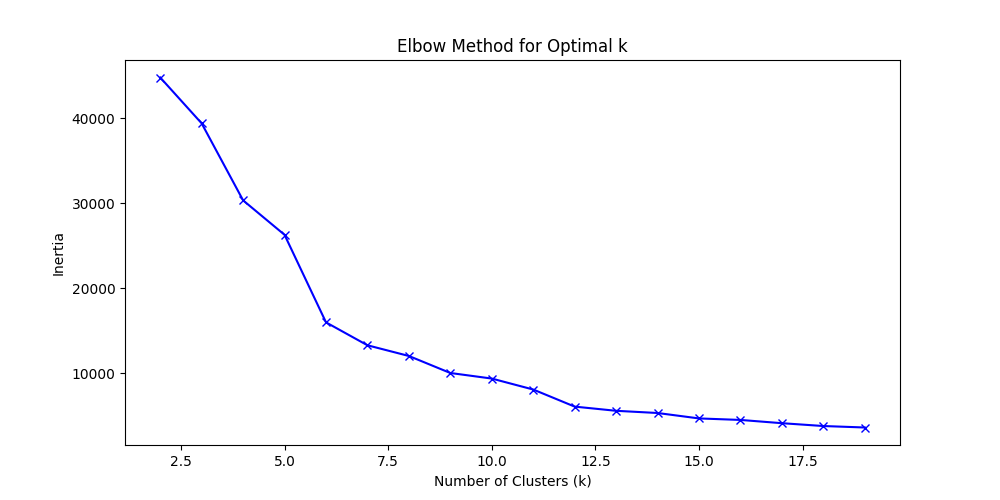 Elbow Method for Optimal k
40000
30000
20000
10000
Inertia
2.5 5.0 7.5 10.0 12.5 15.0 17.5
Number of Clusters (k)